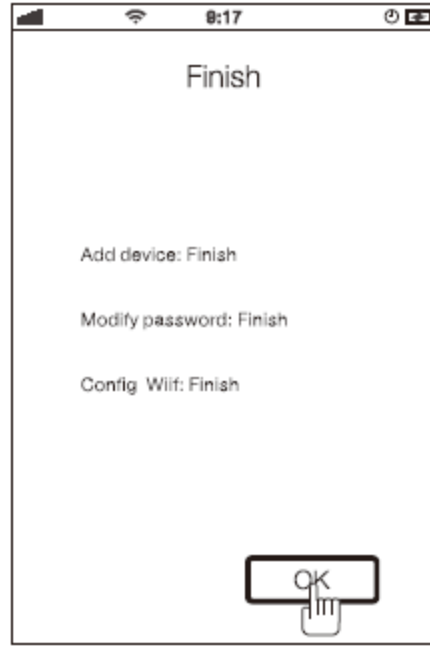 8:17
Finish
Add device: Finish
Modify password: Finish
Config Wiif: Finish
OK